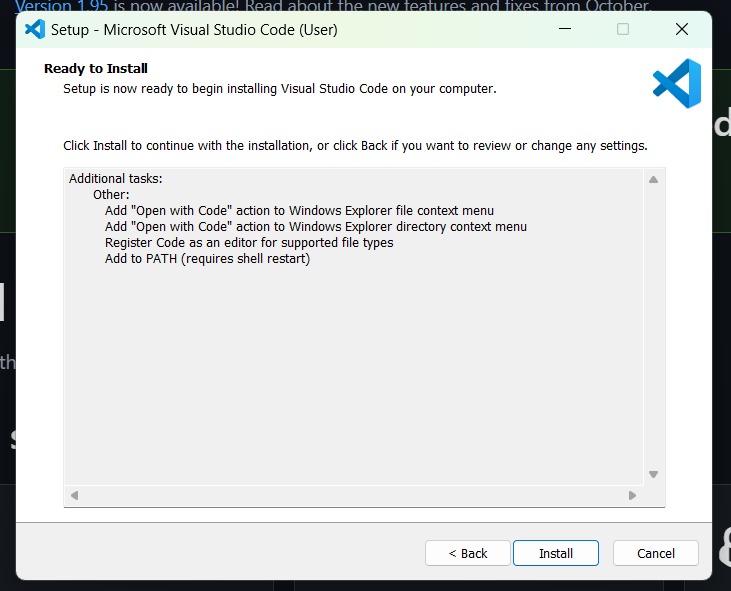 Version 1.95 is now available! Read about the new features and fixes from October.
Setup - Microsoft Visual Studio Code (User)
Ready to Install
Setup is now ready to begin installing Visual Studio Code on your computer.
Click Install to continue with the installation, or click Back if you want to review or change any settings.
Additional tasks:
Other:
Add "Open with Code" action to Windows Explorer file context menu
Add "Open with Code" action to Windows Explorer directory context menu
Register Code as an editor for supported file types
Add to PATH (requires shell restart)
< Back
Install
Cancel